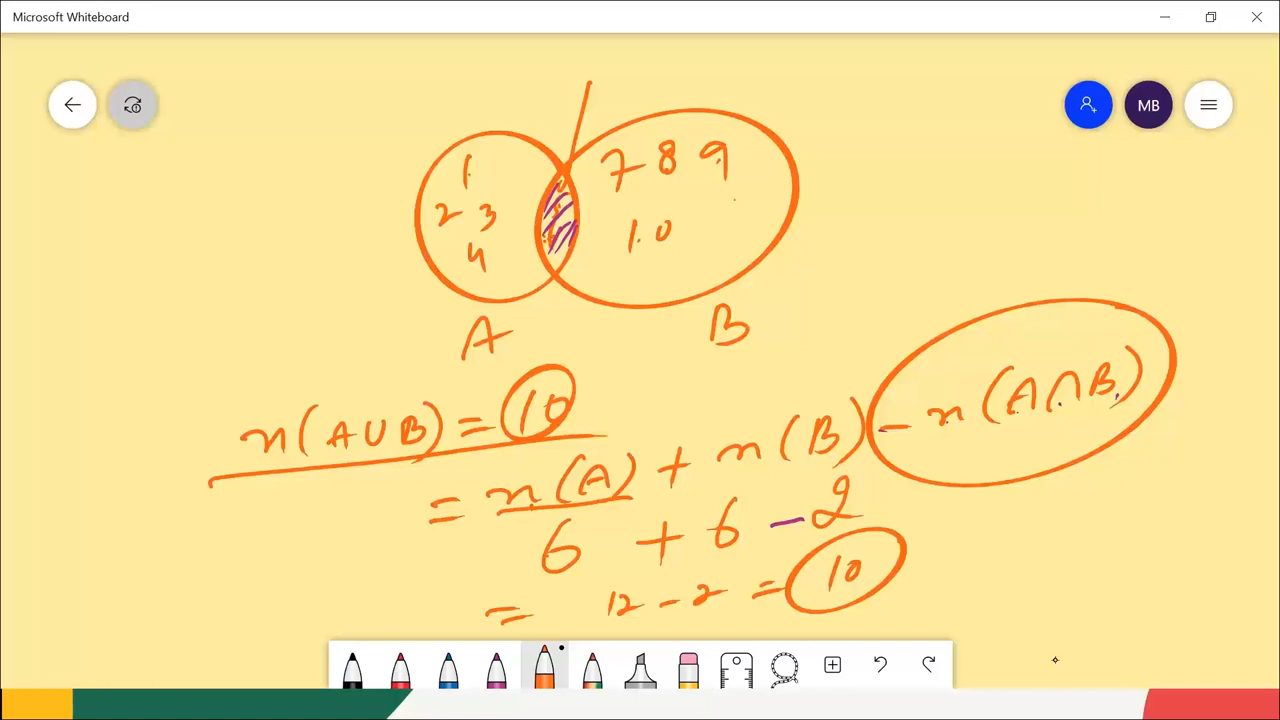 Microsoft Whiteboard
MB
1 7 8 9
2 3 10
4
A B
n(A∪B) = 10
= n(A) + n(B) - n(A∩B)
6 + 6 - 2
= 12 - 2 = 10